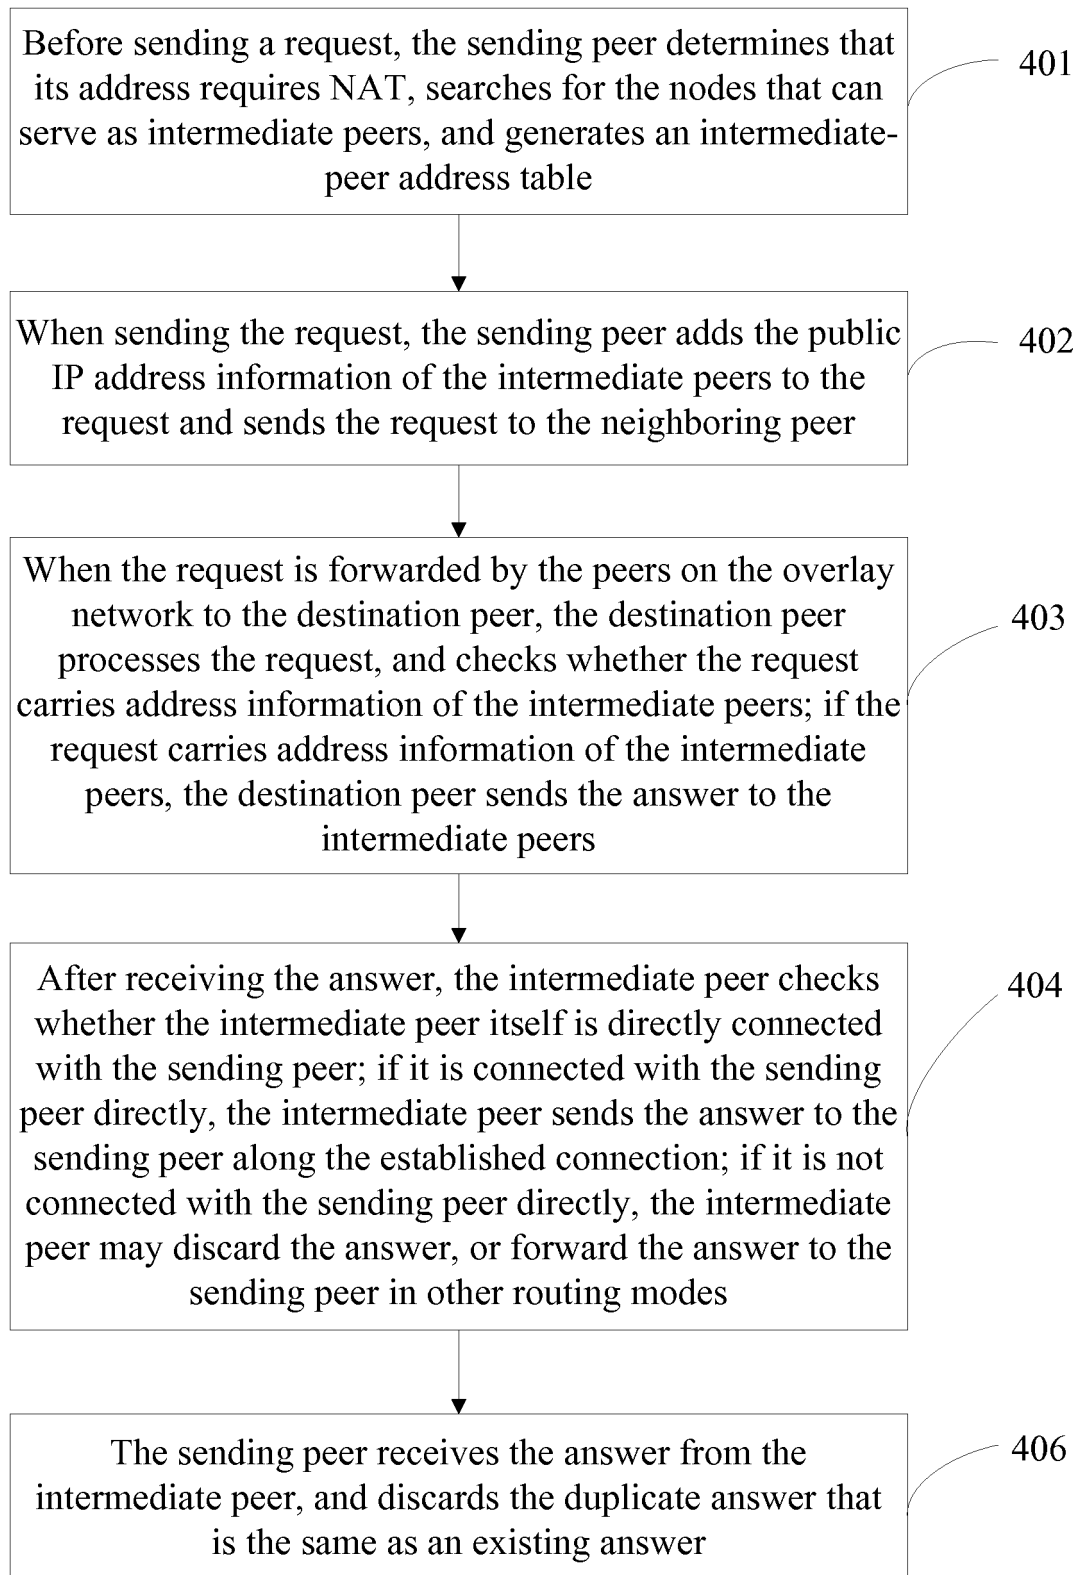 Before sending a request, the sending peer determines that
its address requires NAT, searches for the nodes that can
serve as intermediate peers, and generates an intermediate-
peer address table
401
When sending the request, the sending peer adds the public
IP address information of the intermediate peers to the
request and sends the request to the neighboring peer
402
When the request is forwarded by the peers on the overlay
network to the destination peer, the destination peer
processes the request, and checks whether the request
carries address information of the intermediate peers; if the
request carries address information of the intermediate
peers, the destination peer sends the answer to the
intermediate peers
403
After receiving the answer, the intermediate peer checks
whether the intermediate peer itself is directly connected
with the sending peer; if it is connected with the sending
peer directly, the intermediate peer sends the answer to the
sending peer along the established connection; if it is not
connected with the sending peer directly, the intermediate
peer may discard the answer, or forward the answer to the
sending peer in other routing modes
404
The sending peer receives the answer from the
intermediate peer, and discards the duplicate answer that
is the same as an existing answer
406